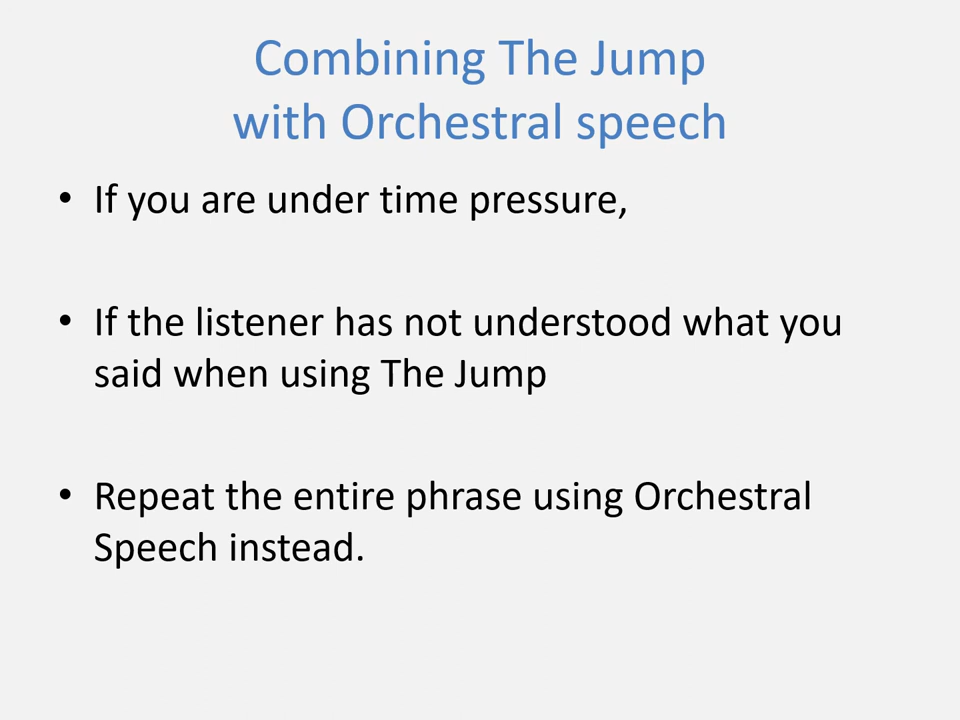 Combining The Jump
with Orchestral speech
• If you are under time pressure,
• If the listener has not understood what you
said when using The Jump
• Repeat the entire phrase using Orchestral
Speech instead.